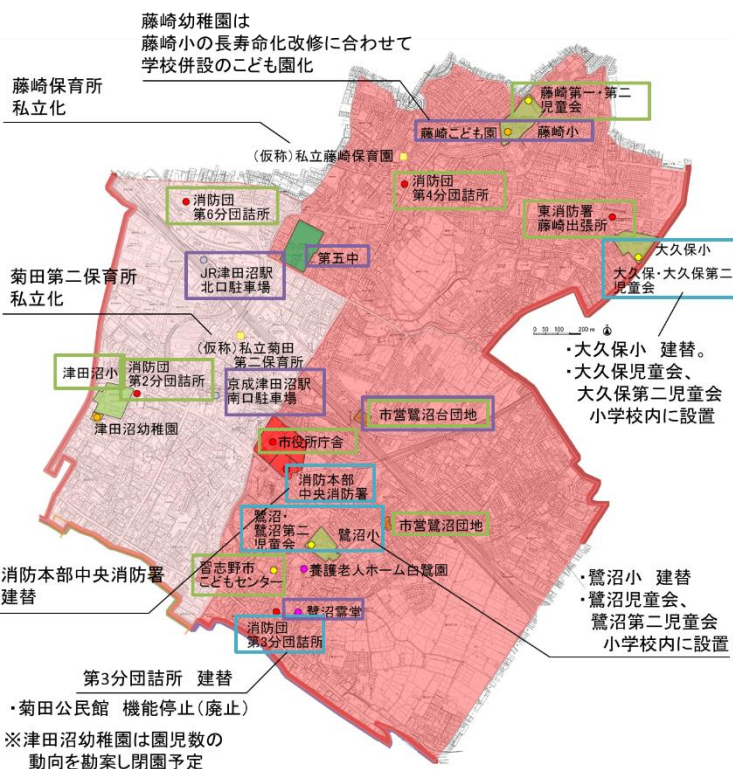 藤崎幼稚園は
藤崎小の長寿命化改修に合わせて
学校併設のこども園化
藤崎保育所
私立化
藤崎第一・第二
児童会
藤崎こども園
藤崎小
(仮称)私立藤崎保育園
消防団
第4分団詰所
消防団
第6分団詰所
東消防署
藤崎出張所
第五中
大久保小
大久保・大久保第二
児童会
JR津田沼駅
北口駐車場
菊田第二保育所
私立化
0 50 100 200 m
(仮称)私立菊田
第二保育所
・大久保小 建替。
・大久保児童会、
大久保第二児童会
小学校内に設置
津田沼小
消防団
第2分団詰所
京成津田沼駅
南口駐車場
津田沼幼稚園
市営鷺沼台団地
市役所庁舎
消防本部
中央消防署
鷺沼・
鷺沼第二
児童会
鷺沼小
市営鷺沼団地
消防本部中央消防署
建替
習志野市
こどもセンター
養護老人ホーム白鷺園
・鷺沼小 建替
・鷺沼児童会、
鷺沼第二児童会
小学校内に設置
鷺沼霊堂
消防団
第3分団詰所
第3分団詰所 建替
・菊田公民館 機能停止(廃止)
※津田沼幼稚園は園児数の
動向を勘案し閉園予定